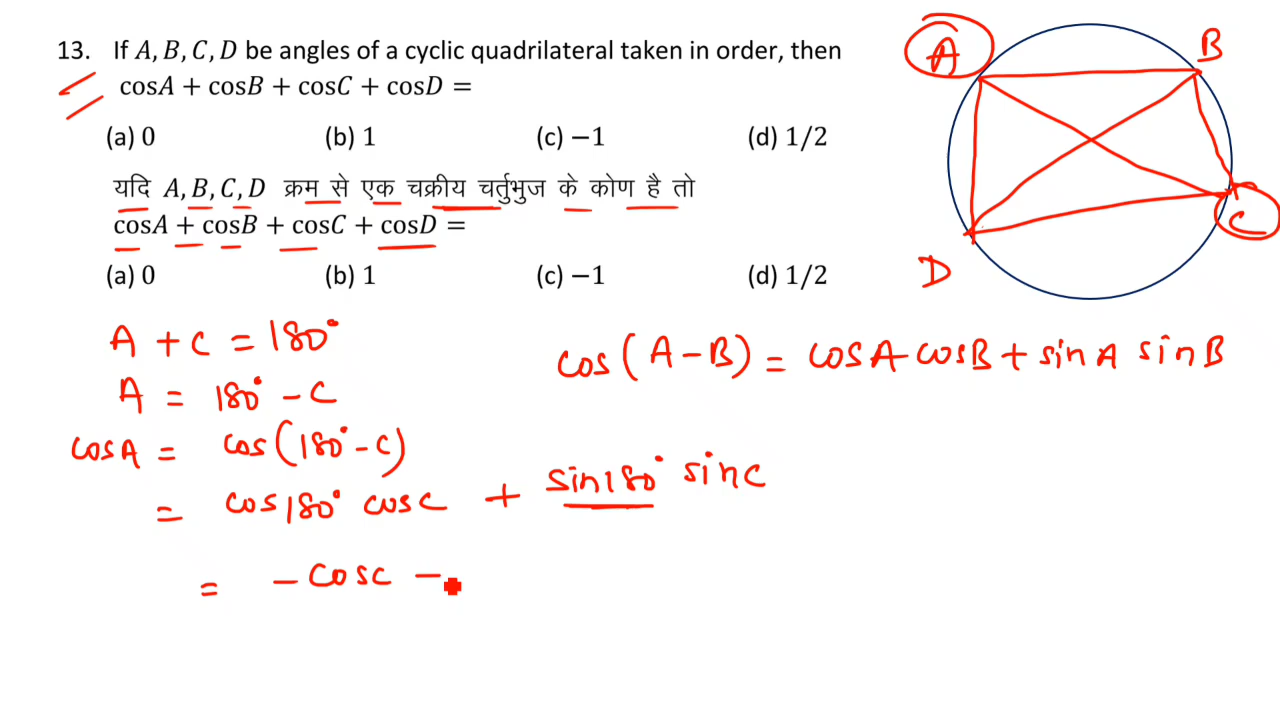 13. If A, B, C, D be angles of a cyclic quadrilateral taken in order, then
cosA + cosB + cosC + cosD =
(a) 0 (b) 1 (c) −1 (d) 1/2
यदि A, B, C, D क्रम से एक चक्रीय चर्तुभुज के कोण है तो
cosA + cosB + cosC + cosD =
(a) 0 (b) 1 (c) −1 (d) 1/2
A
B
C
D
A + C = 180°
A = 180° - C
cosA = cos(180° - C)
= cos180° cosC + sin180° sinC
= - cosC -
cos(A - B) = cosA cosB + sinA sinB